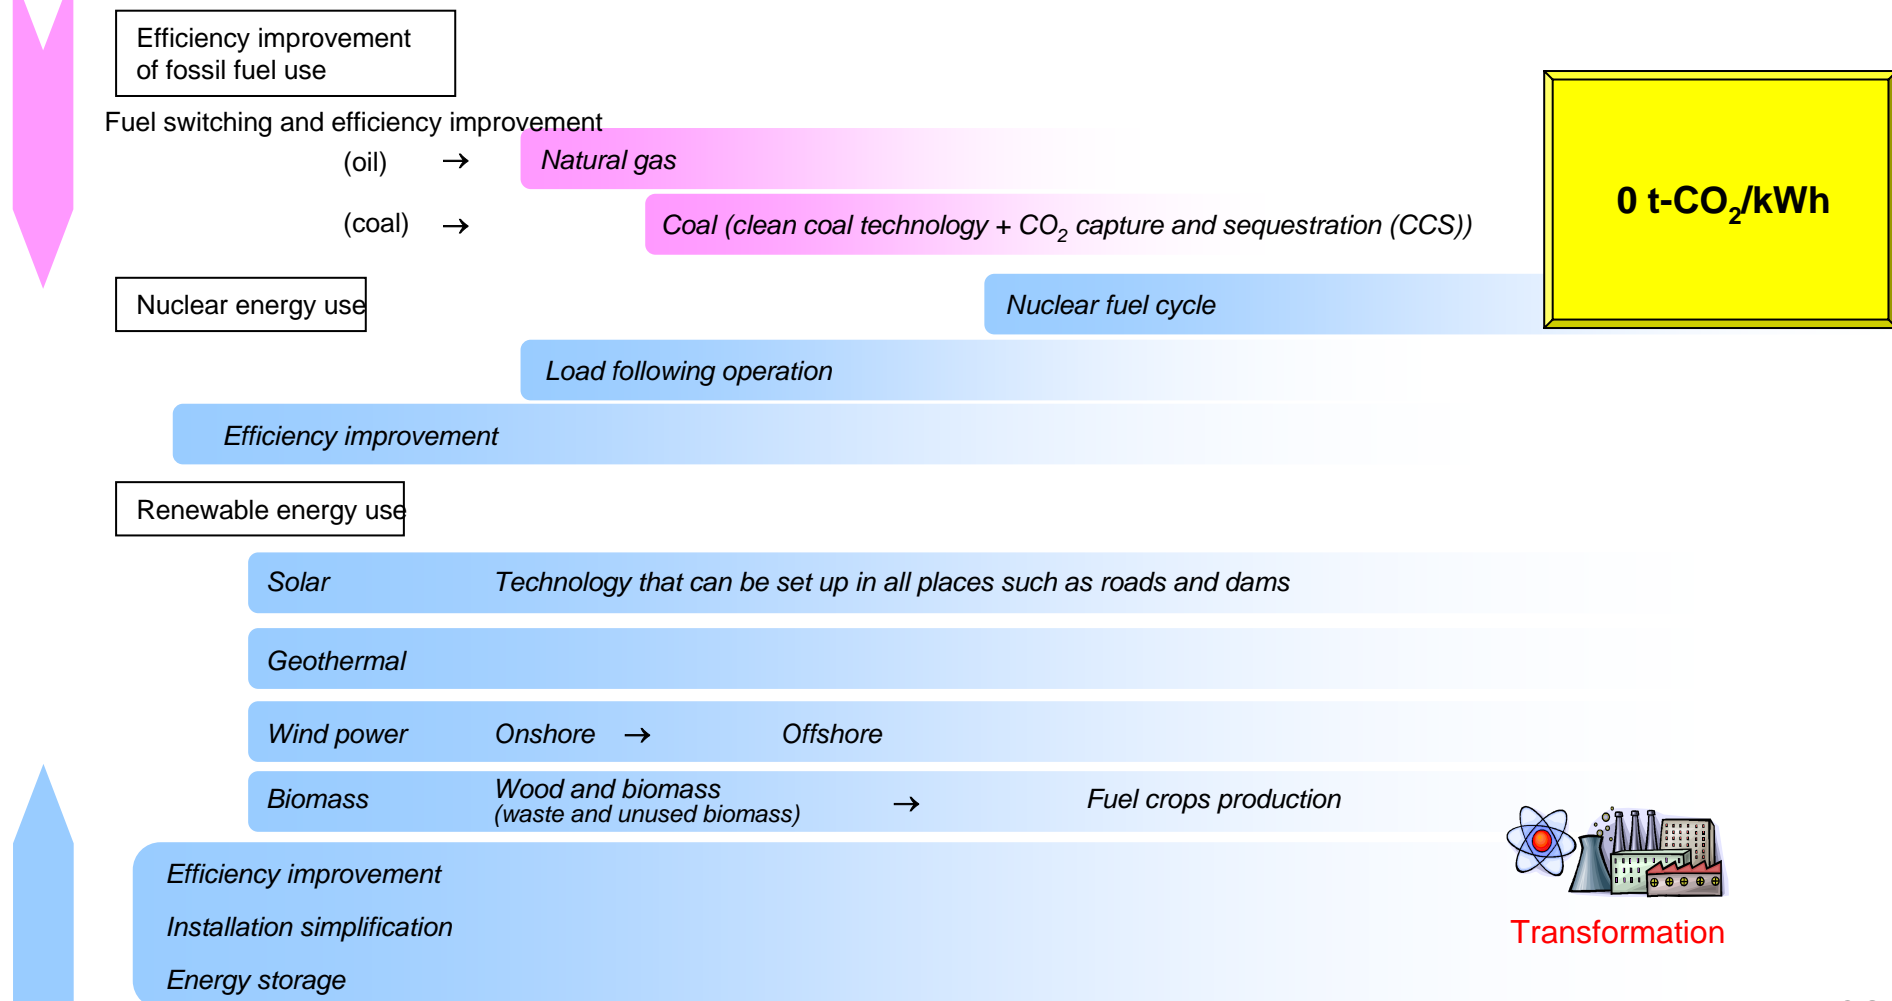 Efficiency improvement
of fossil fuel use
Fuel switching and efficiency improvement
(oil) → Natural gas
(coal) → Coal (clean coal technology + CO2 capture and sequestration (CCS))
0 t-CO2/kWh
Nuclear energy use
Nuclear fuel cycle
Load following operation
Efficiency improvement
Renewable energy use
Solar Technology that can be set up in all places such as roads and dams
Geothermal
Wind power Onshore → Offshore
Biomass Wood and biomass → Fuel crops production
(waste and unused biomass)
Efficiency improvement
Installation simplification
Energy storage
Transformation